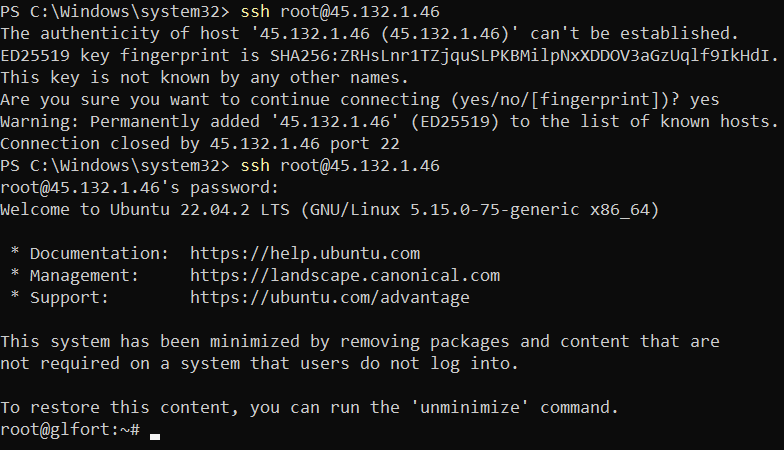 PS C:\Windows\system32> ssh root@45.132.1.46
The authenticity of host '45.132.1.46 (45.132.1.46)' can't be established.
ED25519 key fingerprint is SHA256:ZRHsLnr1TZjquSLPKBMilpNxXDDOV3aGzUqlf9IkHdI.
This key is not known by any other names.
Are you sure you want to continue connecting (yes/no/[fingerprint])? yes
Warning: Permanently added '45.132.1.46' (ED25519) to the list of known hosts.
Connection closed by 45.132.1.46 port 22
PS C:\Windows\system32> ssh root@45.132.1.46
root@45.132.1.46's password:
Welcome to Ubuntu 22.04.2 LTS (GNU/Linux 5.15.0-75-generic x86_64)
* Documentation:  https://help.ubuntu.com
* Management:     https://landscape.canonical.com
* Support:        https://ubuntu.com/advantage
This system has been minimized by removing packages and content that are
not required on a system that users do not log into.
To restore this content, you can run the 'unminimize' command.
root@glfort:~#